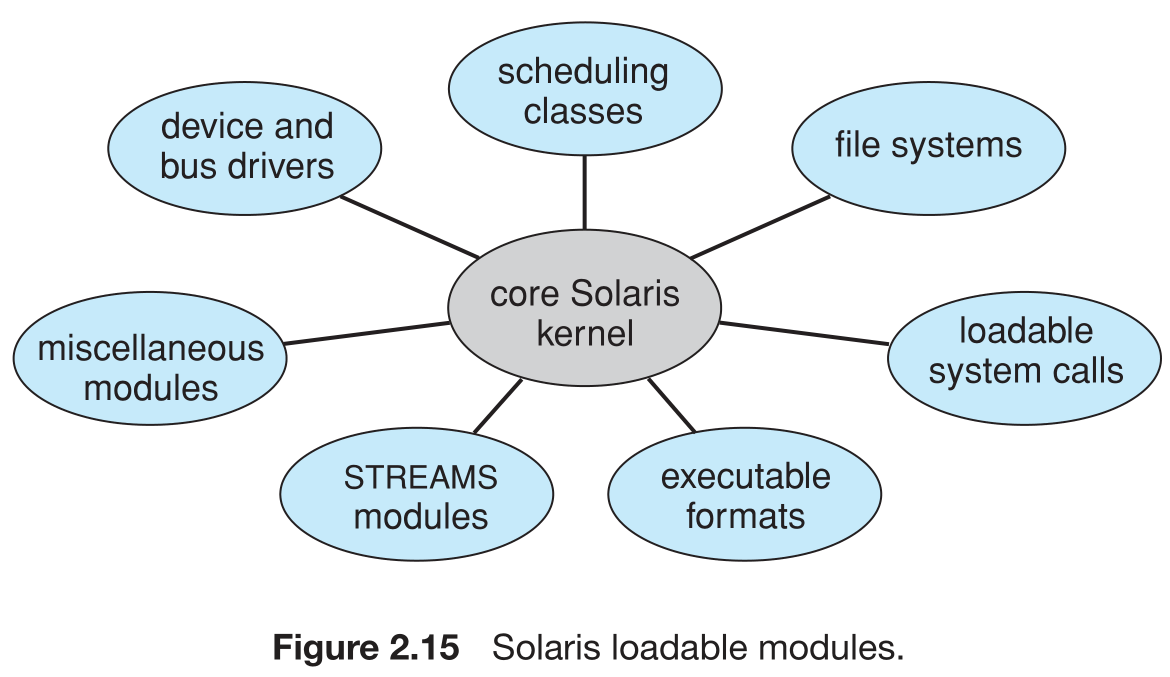 scheduling
classes
device and
bus drivers
file systems
core Solaris
kernel
miscellaneous
modules
loadable
system calls
STREAMS
modules
executable
formats
Figure 2.15 Solaris loadable modules.